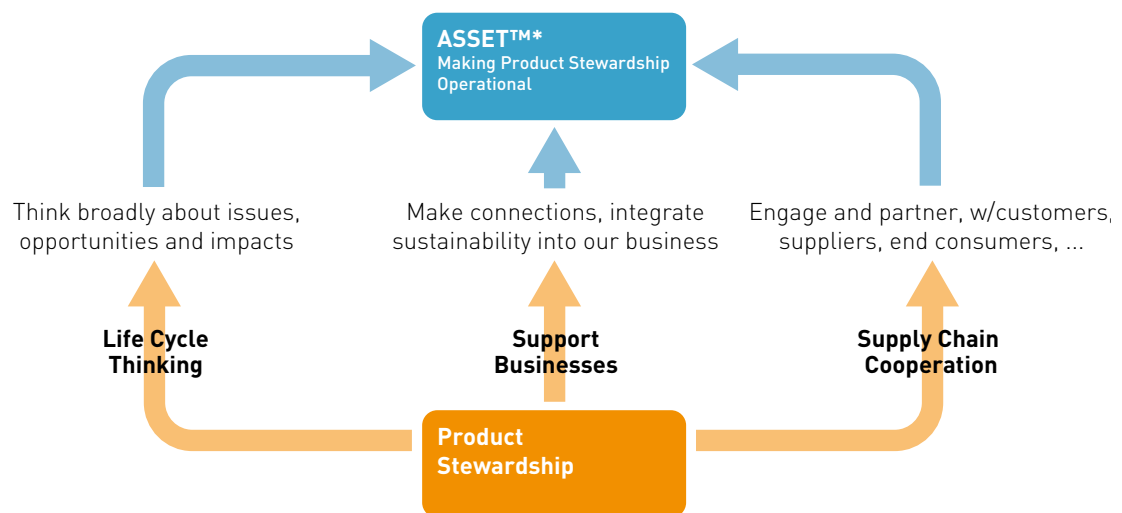 ASSET™*
Making Product Stewardship
Operational
Think broadly about issues,
opportunities and impacts
Make connections, integrate
sustainability into our business
Engage and partner, w/customers,
suppliers, end consumers, ...
Life Cycle
Thinking
Support
Businesses
Supply Chain
Cooperation
Product
Stewardship